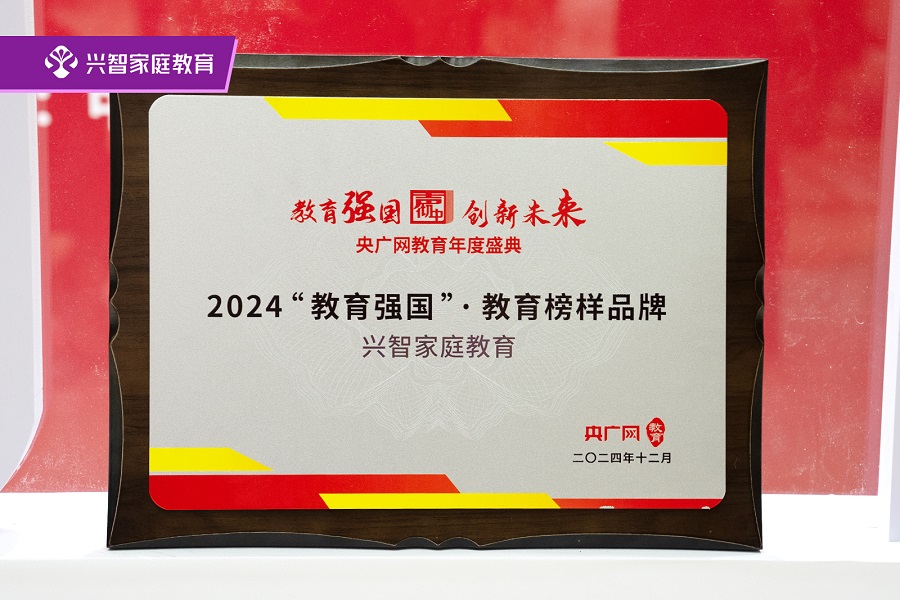 兴智家庭教育
教育强国 创新未来
央广网教育年度盛典
2024“教育强国”·教育榜样品牌
兴智家庭教育
央广网 教育
二〇二四年十二月